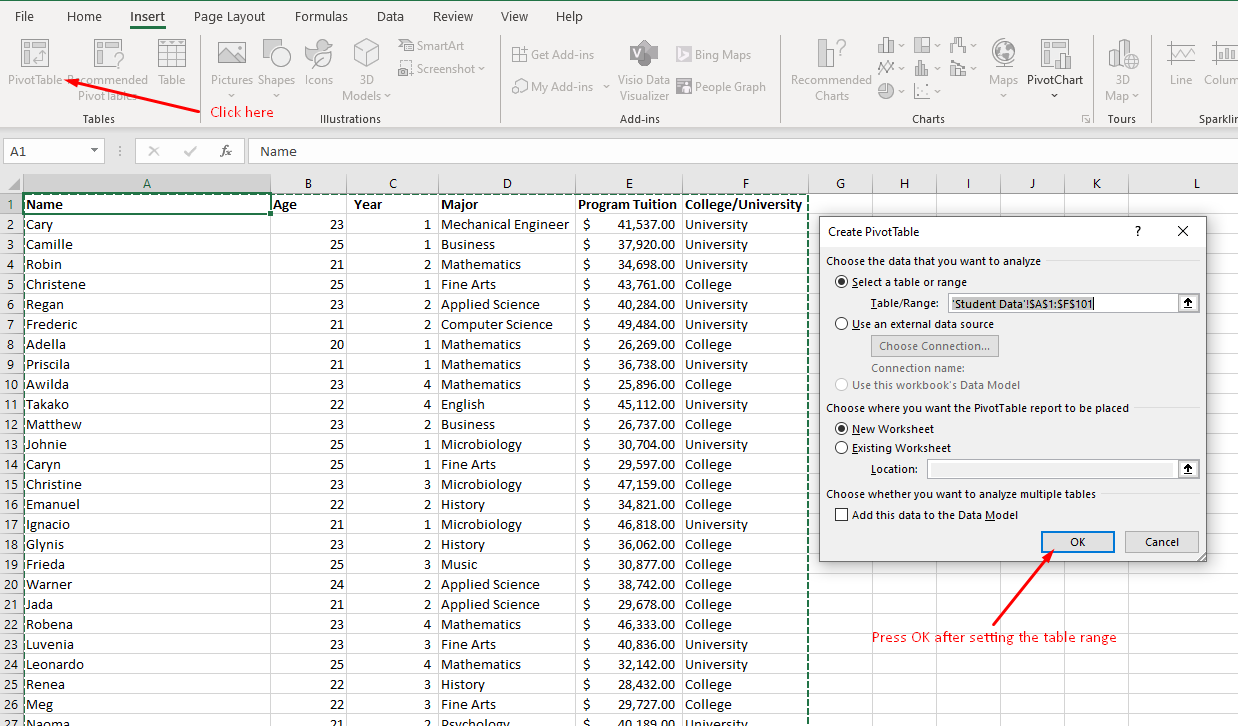 File Home Insert Page Layout Formulas Data Review View Help
PivotTable Recommended PivotTables Table
Tables
Pictures Shapes Icons 3D Models SmartArt Screenshot
Illustrations
Get Add-ins My Add-ins Visio Data Visualizer Bing Maps People Graph
Add-ins
Recommended Charts Maps PivotChart
Charts
3D Map
Tours
Line Colum
Sparklin
Click here
A1 fx Name
A B C D E F G H I J K L
1 Name Age Year Major Program Tuition College/University
2 Cary 23 1 Mechanical Engineer $ 41,537.00 University
3 Camille 25 1 Business $ 37,920.00 University
4 Robin 21 2 Mathematics $ 34,698.00 University
5 Christene 25 1 Fine Arts $ 43,761.00 College
6 Regan 23 2 Applied Science $ 40,284.00 University
7 Frederic 21 2 Computer Science $ 49,484.00 University
8 Adella 20 1 Mathematics $ 26,269.00 College
9 Priscila 21 1 Mathematics $ 36,738.00 University
10 Awilda 23 4 Mathematics $ 25,896.00 College
11 Takako 22 4 English $ 45,112.00 University
12 Matthew 23 2 Business $ 26,737.00 College
13 Johnie 25 1 Microbiology $ 30,704.00 University
14 Caryn 25 1 Fine Arts $ 29,597.00 College
15 Christine 23 3 Microbiology $ 47,159.00 College
16 Emanuel 22 2 History $ 34,821.00 College
17 Ignacio 21 1 Microbiology $ 46,818.00 University
18 Glynis 23 2 History $ 36,062.00 College
19 Frieda 25 3 Music $ 30,877.00 College
20 Warner 24 2 Applied Science $ 38,742.00 College
21 Jada 21 2 Applied Science $ 29,678.00 College
22 Robena 23 4 Mathematics $ 46,333.00 College
23 Luvenia 23 3 Fine Arts $ 40,836.00 University
24 Leonardo 25 4 Mathematics $ 32,142.00 University
25 Renea 22 3 History $ 28,432.00 College
26 Meg 22 3 Fine Arts $ 29,727.00 College
27 Naoma 21 2 Psychology $ 40,189.00 University
Create PivotTable ?
Choose the data that you want to analyze
Select a table or range
Table/Range: 'Student Data'!$A$1:$F$101
Use an external data source
Choose Connection...
Connection name:
Use this workbook's Data Model
Choose where you want the PivotTable report to be placed
New Worksheet
Existing Worksheet
Location:
Choose whether you want to analyze multiple tables
Add this data to the Data Model
OK Cancel
Press OK after setting the table range